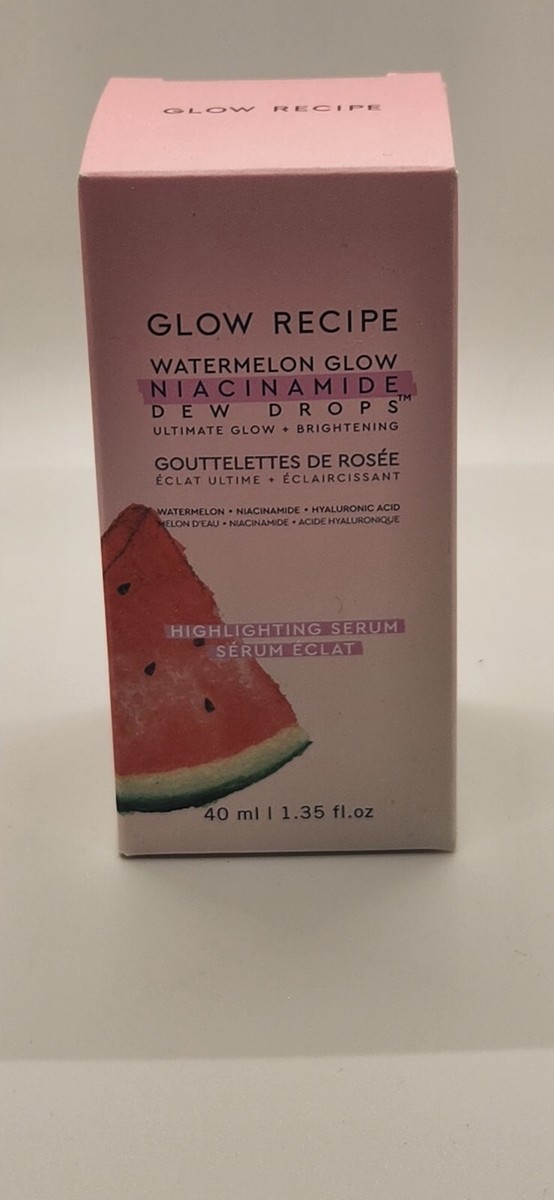 GLOW RECIPE
GLOW RECIPE
WATERMELON GLOW
NIACINAMIDE
DEW DROPS™
ULTIMATE GLOW + BRIGHTENING
GOUTTELETTES DE ROSÉE
ÉCLAT ULTIME + ÉCLAIRCISSANT
WATERMELON • NIACINAMIDE • HYALURONIC ACID
MELON D'EAU • NIACINAMIDE • ACIDE HYALURONIQUE
HIGHLIGHTING SERUM
SÉRUM ÉCLAT
40 ml | 1.35 fl.oz